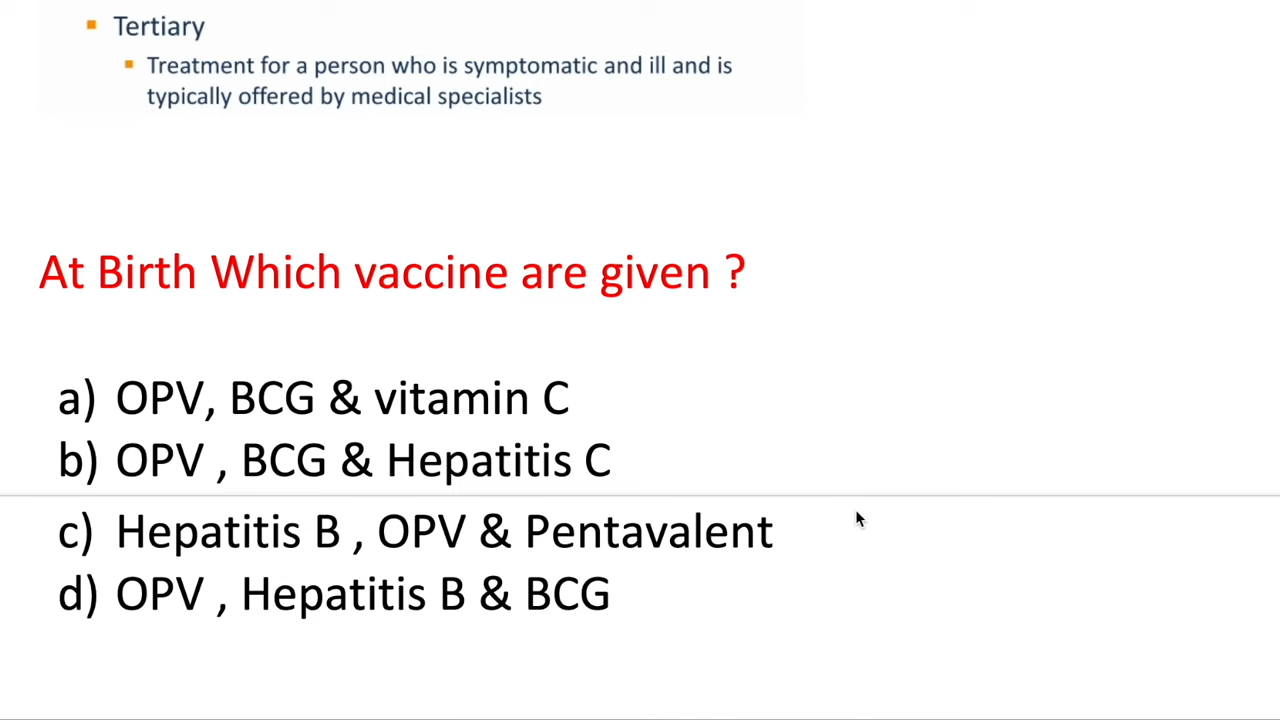 Tertiary
Treatment for a person who is symptomatic and ill and is
typically offered by medical specialists
At Birth Which vaccine are given ?
a) OPV, BCG & vitamin C
b) OPV , BCG & Hepatitis C
c) Hepatitis B , OPV & Pentavalent
d) OPV , Hepatitis B & BCG